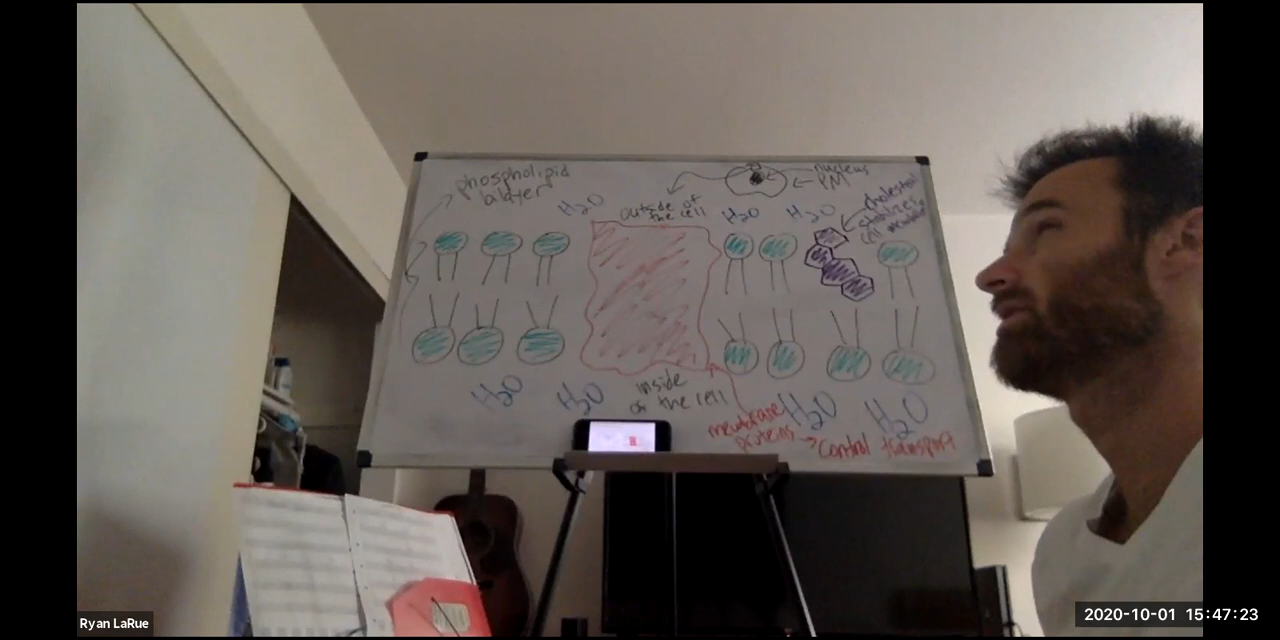 phospholipid
bilayer
nucleus
PM
H2O
outside of
the cell
H2O
H2O
cholesterol
stabilizes
cell membrane
H2O
H2O
inside
of the cell
membrane
proteins → control transport
H2O
H2O
Ryan LaRue
2020-10-01 15:47:23